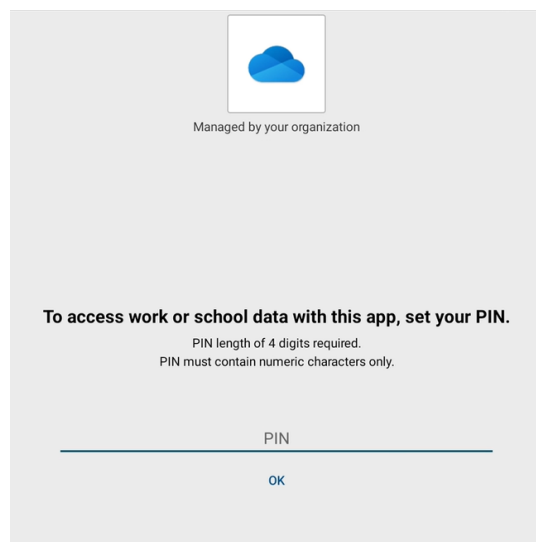 Managed by your organization
To access work or school data with this app, set your PIN.
PIN length of 4 digits required.
PIN must contain numeric characters only.
PIN
OK